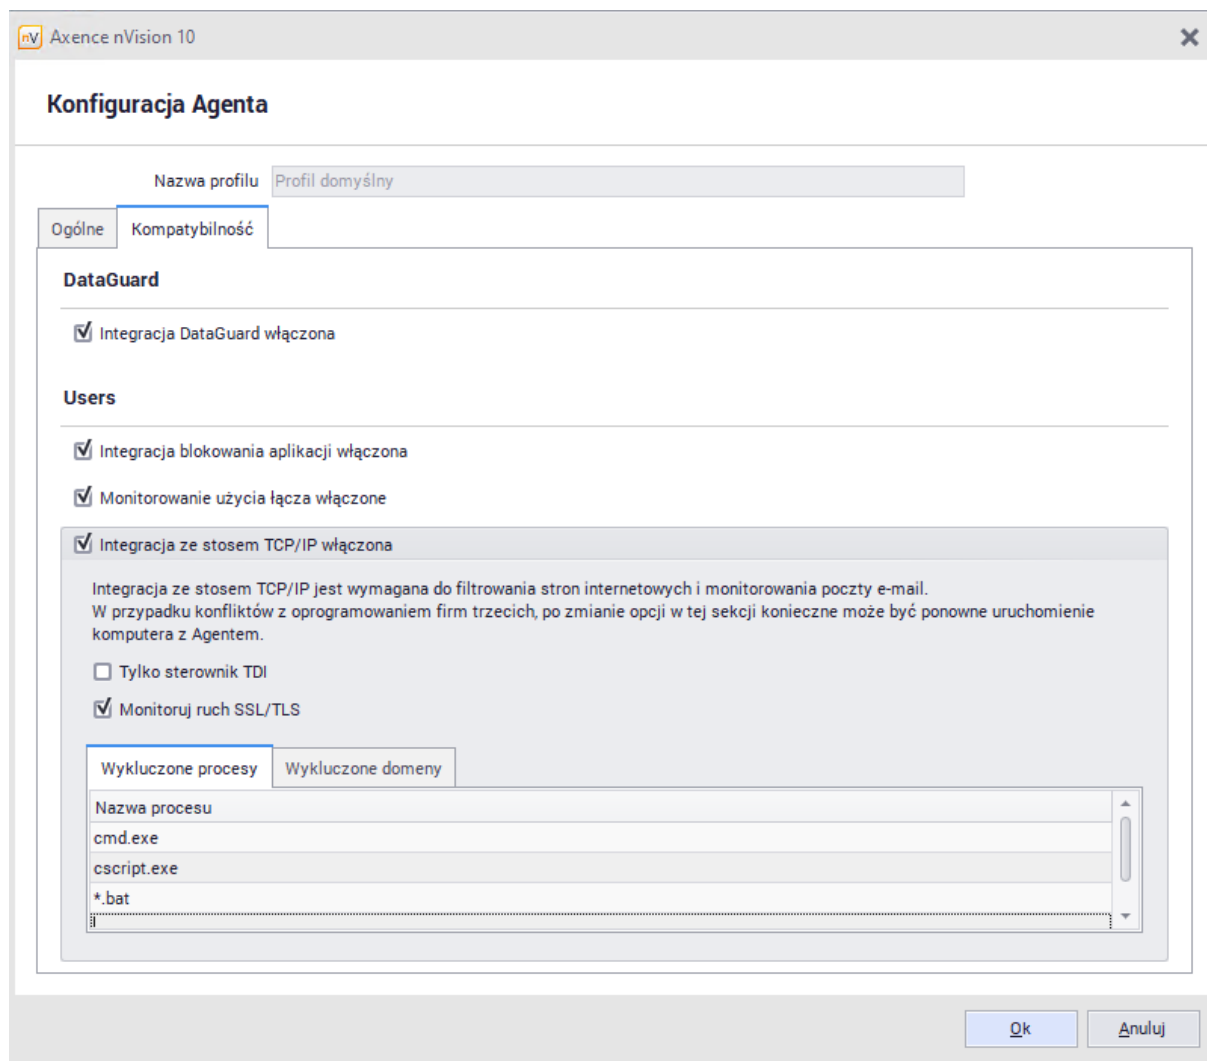 nV Axence nVision 10
Konfiguracja Agenta
Nazwa profilu Profil domyślny
Ogólne Kompatybilność
DataGuard
Integracja DataGuard włączona
Users
Integracja blokowania aplikacji włączona
Monitorowanie użycia łącza włączone
Integracja ze stosem TCP/IP włączona
Integracja ze stosem TCP/IP jest wymagana do filtrowania stron internetowych i monitorowania poczty e-mail.
W przypadku konfliktów z oprogramowaniem firm trzecich, po zmianie opcji w tej sekcji konieczne może być ponowne uruchomienie
komputera z Agentem.
Tylko sterownik TDI
Monitoruj ruch SSL/TLS
Wykluczone procesy Wykluczone domeny
Nazwa procesu
cmd.exe
cscript.exe
*.bat
Ok Anuluj